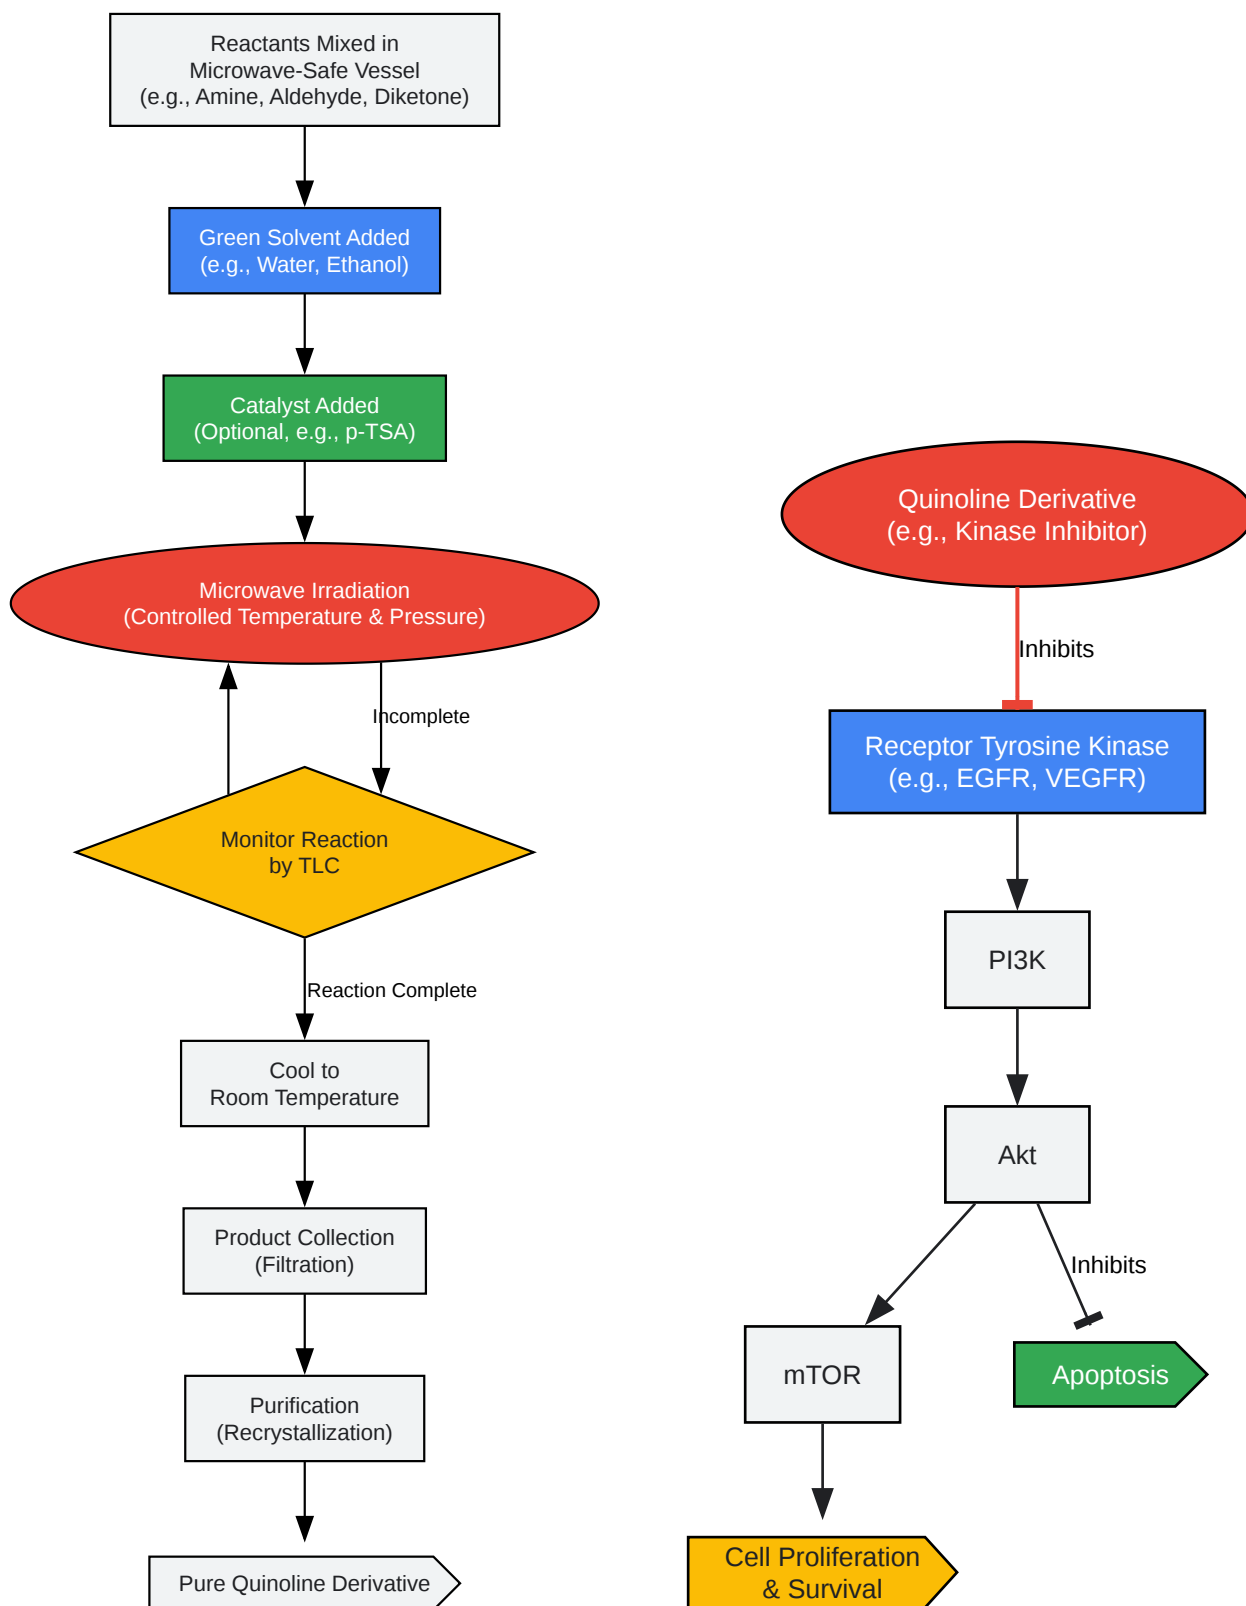 Reactants Mixed in
Microwave-Safe Vessel
(e.g., Amine, Aldehyde, Diketone)
Green Solvent Added
(e.g., Water, Ethanol)
Catalyst Added
(Optional, e.g., p-TSA)
Microwave Irradiation
(Controlled Temperature & Pressure)
Incomplete
Monitor Reaction
by TLC
Reaction Complete
Cool to
Room Temperature
Product Collection
(Filtration)
Purification
(Recrystallization)
Pure Quinoline Derivative
Quinoline Derivative
(e.g., Kinase Inhibitor)
Inhibits
Receptor Tyrosine Kinase
(e.g., EGFR, VEGFR)
PI3K
Akt
Inhibits
mTOR
Apoptosis
Cell Proliferation
& Survival